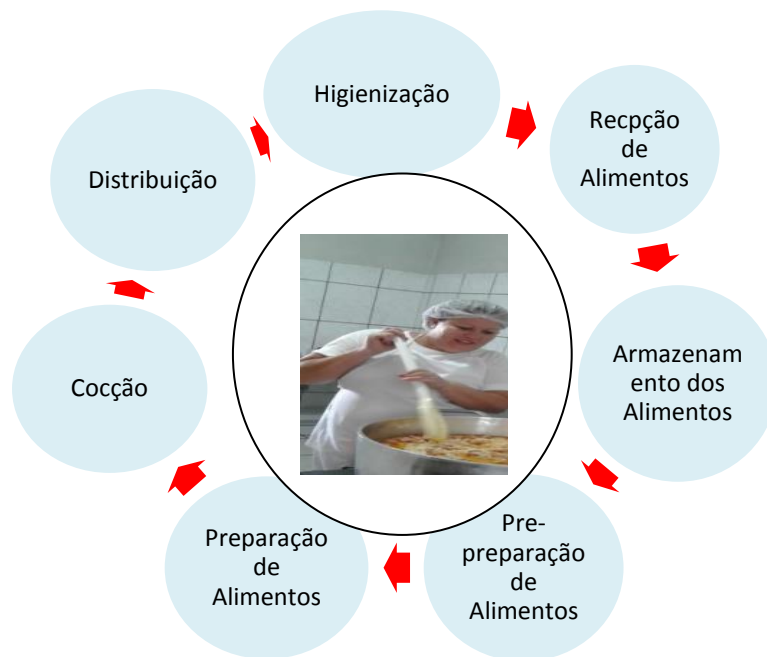 Higienização
Recpção
de
Alimentos
Armazenam
ento dos
Alimentos
Pre-
preparação
de
Alimentos
Preparação
de
Alimentos
Cocção
Distribuição